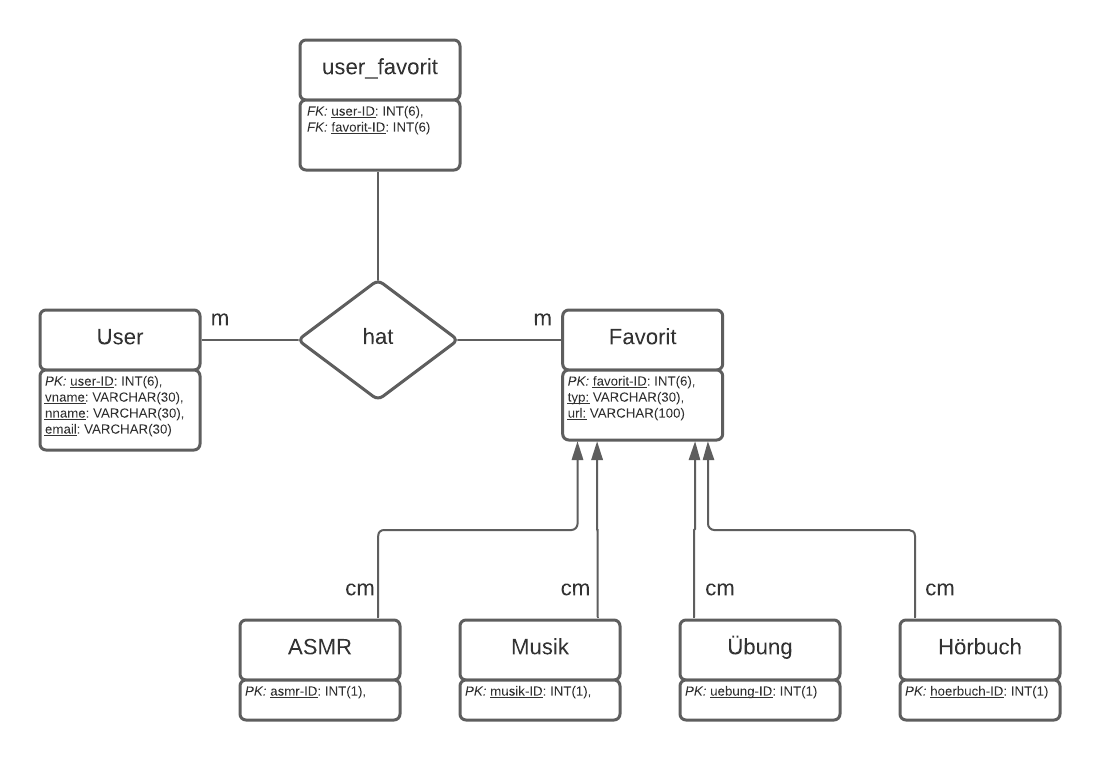 user_favorit
FK: user-ID: INT(6),
FK: favorit-ID: INT(6)
User
m
hat
m
Favorit
PK: user-ID: INT(6),
vname: VARCHAR(30),
nname: VARCHAR(30),
email: VARCHAR(30)
PK: favorit-ID: INT(6),
typ: VARCHAR(30),
url: VARCHAR(100)
cm
cm
cm
cm
ASMR
PK: asmr-ID: INT(1),
Musik
PK: musik-ID: INT(1),
Übung
PK: uebung-ID: INT(1)
Hörbuch
PK: hoerbuch-ID: INT(1)